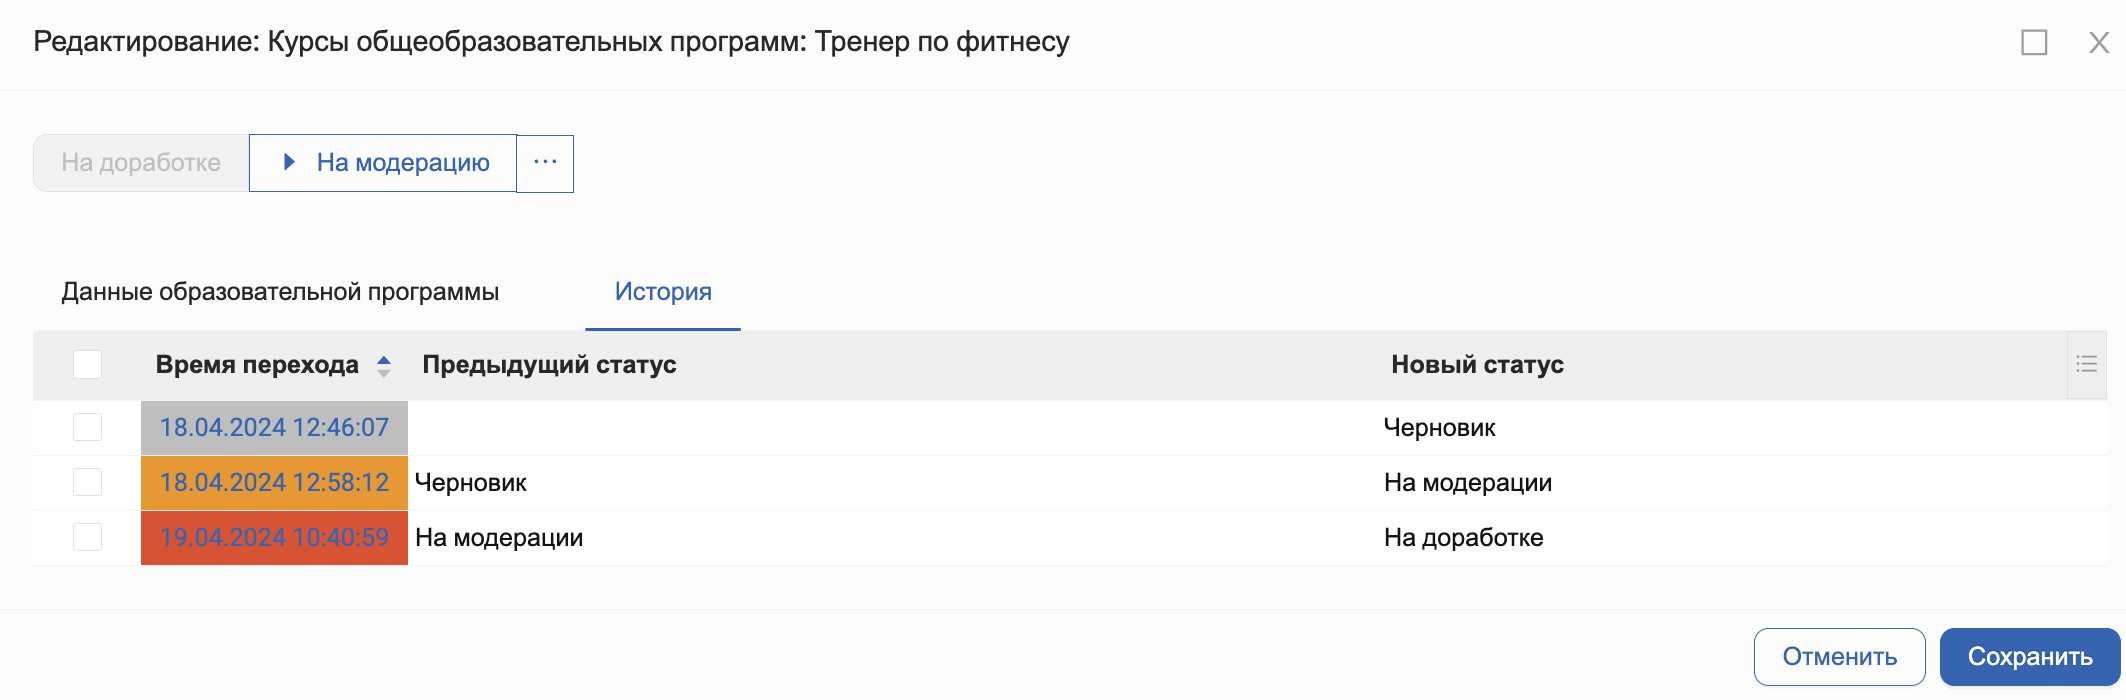 Редактирование: Курсы общеобразовательных программ: Тренер по фитнесу
На доработке На модерацию ...
Данные образовательной программы История
Время перехода Предыдущий статус Новый статус
18.04.2024 12:46:07 Черновик
18.04.2024 12:58:12 Черновик На модерации
19.04.2024 10:40:59 На модерации На доработке
Отменить Сохранить